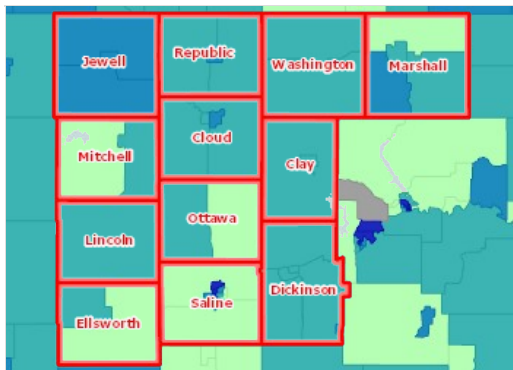 Jewell
Republic
Washington
Marshall
Mitchell
Cloud
Clay
Lincoln
Ottawa
Ellsworth
Saline
Dickinson